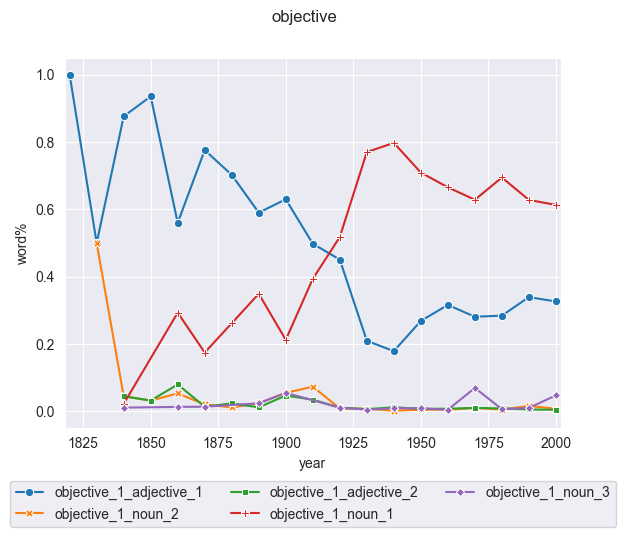 objective
1.0
0.8
0.6
0.4
0.2
0.0
word%
1825 1850 1875 1900 1925 1950 1975 2000
year
objective_1_adjective_1 objective_1_adjective_2 objective_1_noun_3
objective_1_noun_2 objective_1_noun_1